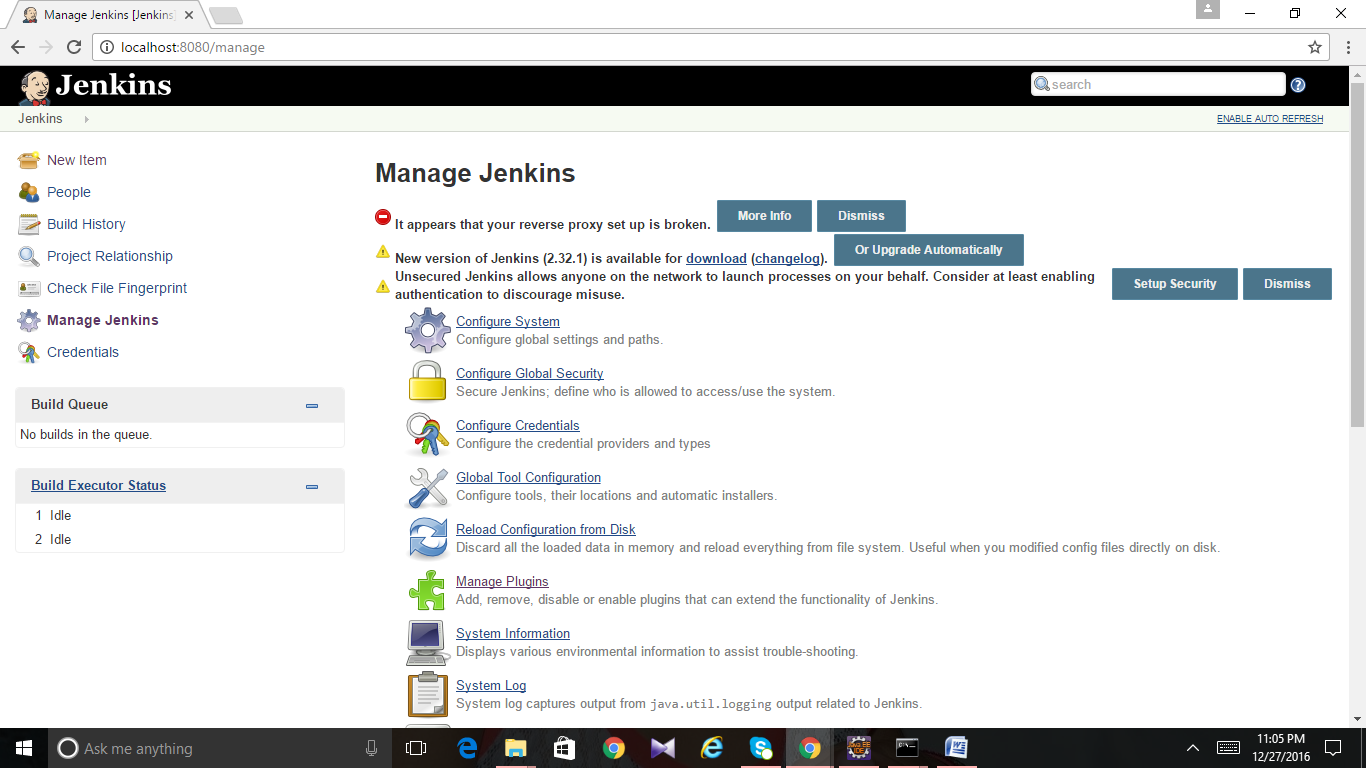 Manage Jenkins [Jenkins]
localhost:8080/manage
Jenkins
search
Jenkins
ENABLE AUTO REFRESH
New Item
People
Build History
Project Relationship
Check File Fingerprint
Manage Jenkins
Credentials
Build Queue
No builds in the queue.
Build Executor Status
1 Idle
2 Idle
Manage Jenkins
It appears that your reverse proxy set up is broken. More Info Dismiss
New version of Jenkins (2.32.1) is available for download (changelog). Or Upgrade Automatically
Unsecured Jenkins allows anyone on the network to launch processes on your behalf. Consider at least enabling
authentication to discourage misuse.
Setup Security Dismiss
Configure System
Configure global settings and paths.
Configure Global Security
Secure Jenkins; define who is allowed to access/use the system.
Configure Credentials
Configure the credential providers and types
Global Tool Configuration
Configure tools, their locations and automatic installers.
Reload Configuration from Disk
Discard all the loaded data in memory and reload everything from file system. Useful when you modified config files directly on disk.
Manage Plugins
Add, remove, disable or enable plugins that can extend the functionality of Jenkins.
System Information
Displays various environmental information to assist trouble-shooting.
System Log
System log captures output from java.util.logging output related to Jenkins.
Ask me anything
11:05 PM
12/27/2016